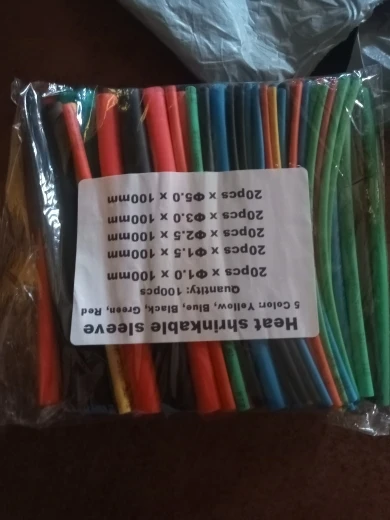 Heat shrinkable sleeve
5 Color: Yellow, Blue, Black, Green, Red
Quantity: 100pcs
20pcs x Φ1.0 x 100mm
20pcs x Φ1.5 x 100mm
20pcs x Φ2.5 x 100mm
20pcs x Φ3.0 x 100mm
20pcs x Φ5.0 x 100mm